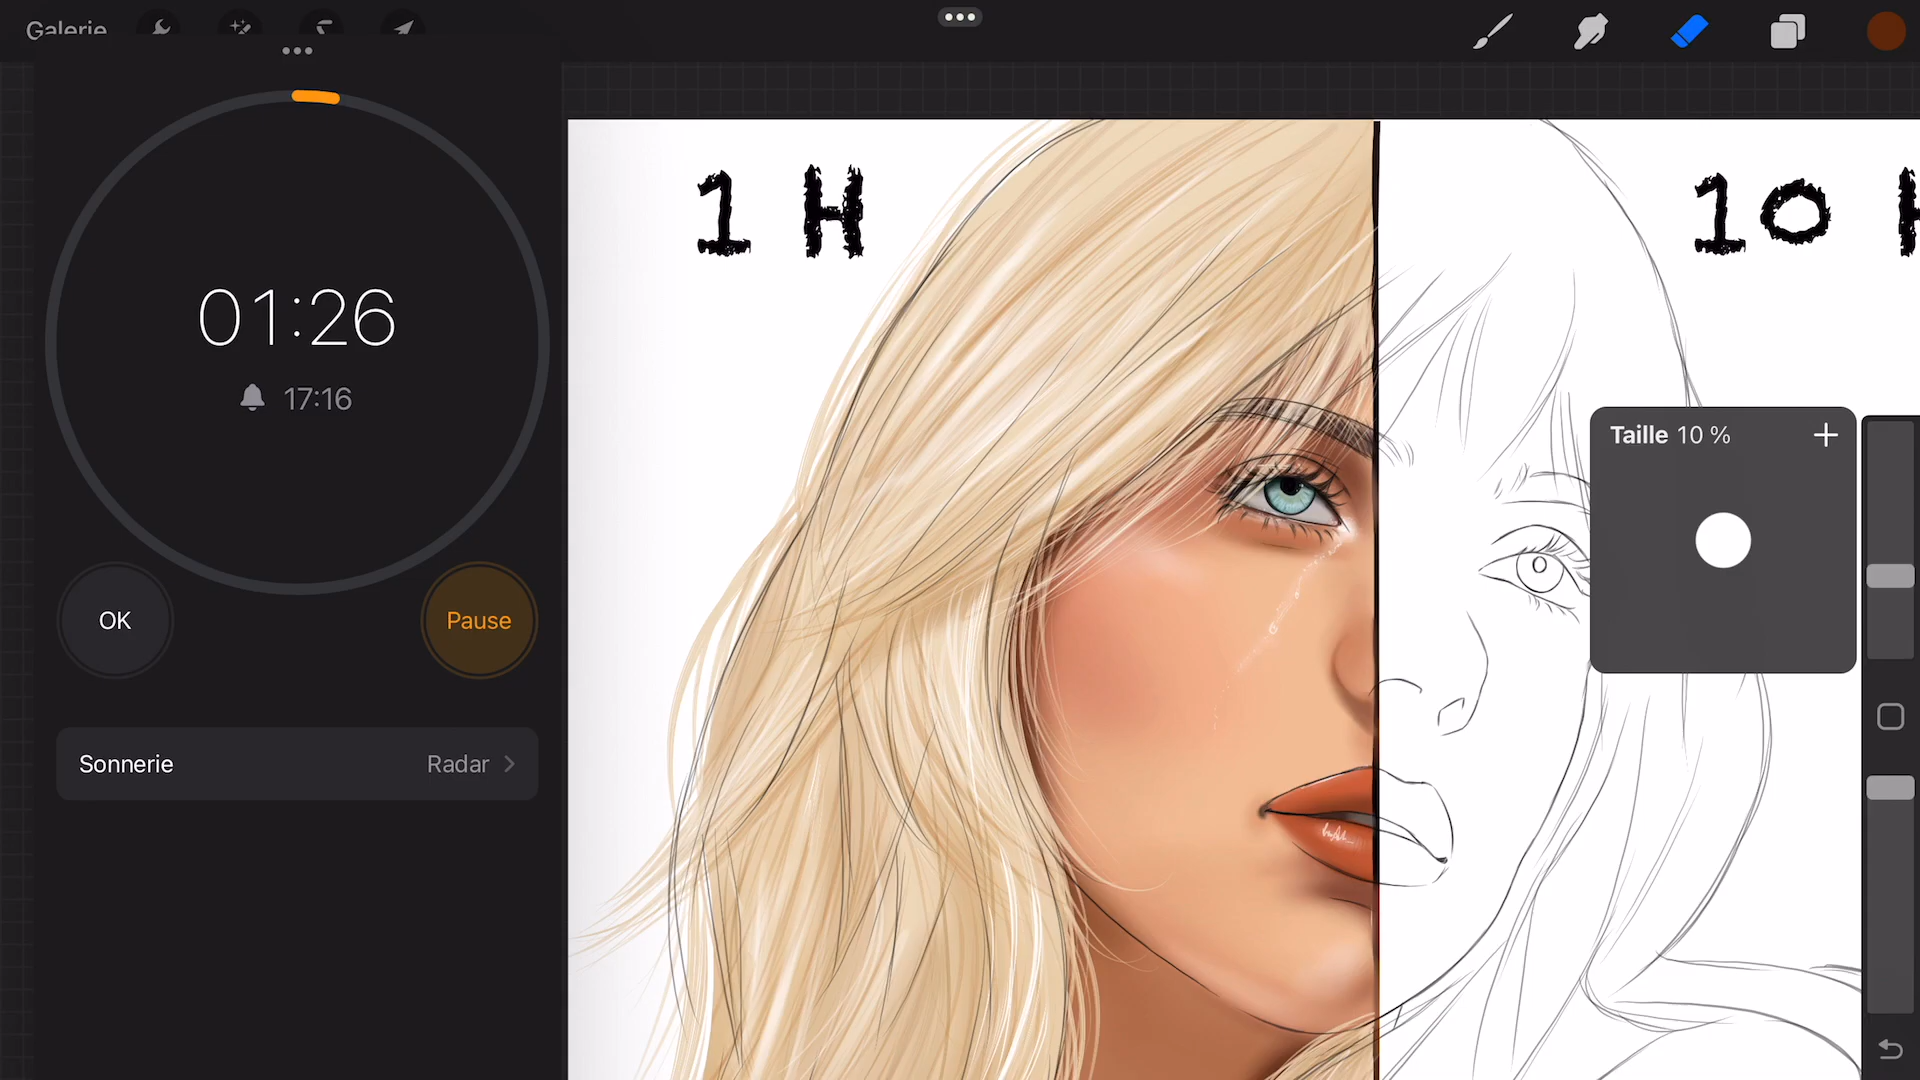 Galerie
01:26
17:16
OK
Pause
Sonnerie
Radar
1 H
10 H
Taille 10 %